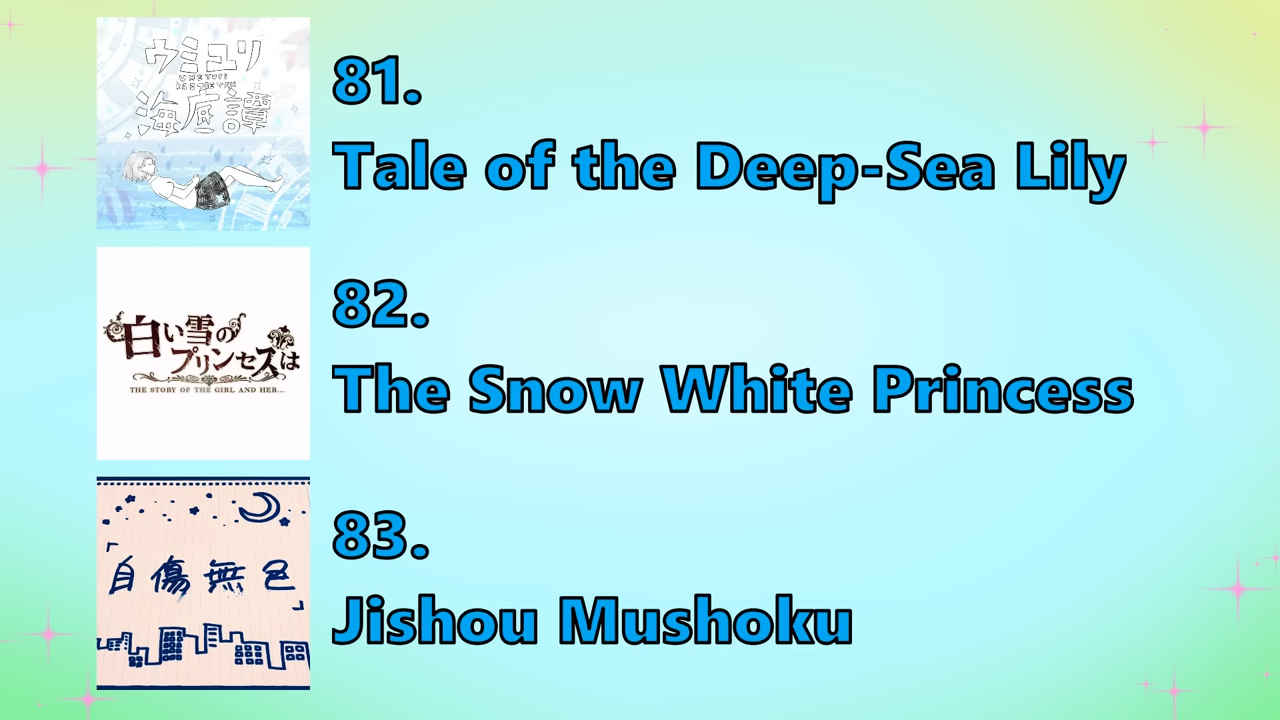 ウミユリ
海底譚
81.
Tale of the Deep-Sea Lily
白い雪の
プリンセスは
THE STORY OF THE GIRL AND HER...
82.
The Snow White Princess
「自傷無色」
83.
Jishou Mushoku